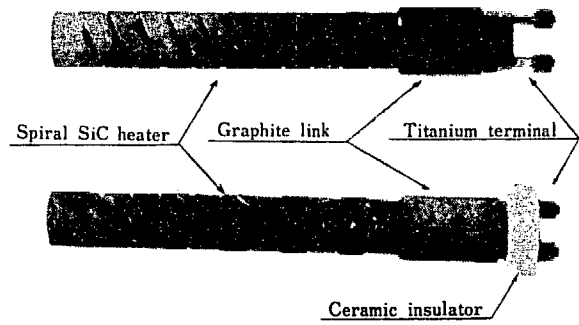 Spiral SiC heater
Graphite link
Titanium terminal
Ceramic insulator